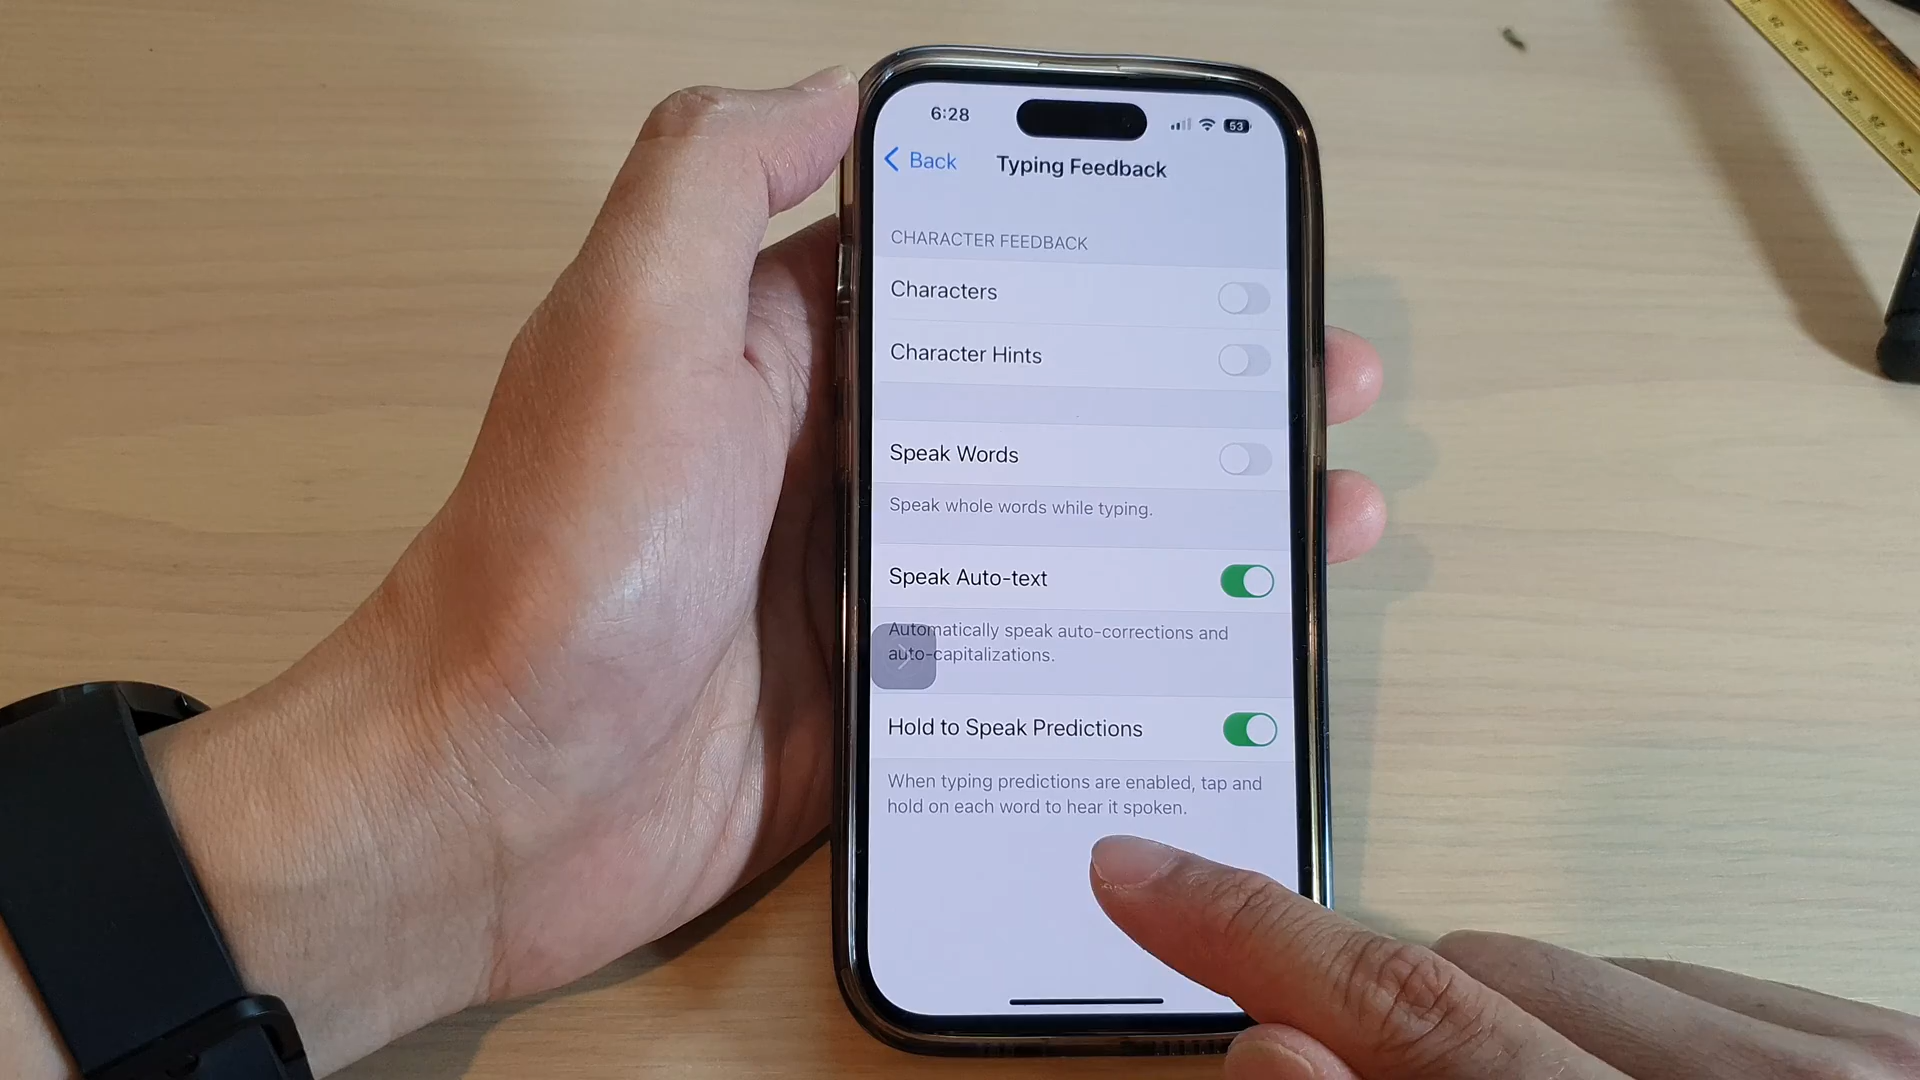 6:28
53
Back
Typing Feedback
CHARACTER FEEDBACK
Characters
Character Hints
Speak Words
Speak whole words while typing.
Speak Auto-text
Automatically speak auto-corrections and
auto-capitalizations.
Hold to Speak Predictions
When typing predictions are enabled, tap and
hold on each word to hear it spoken.